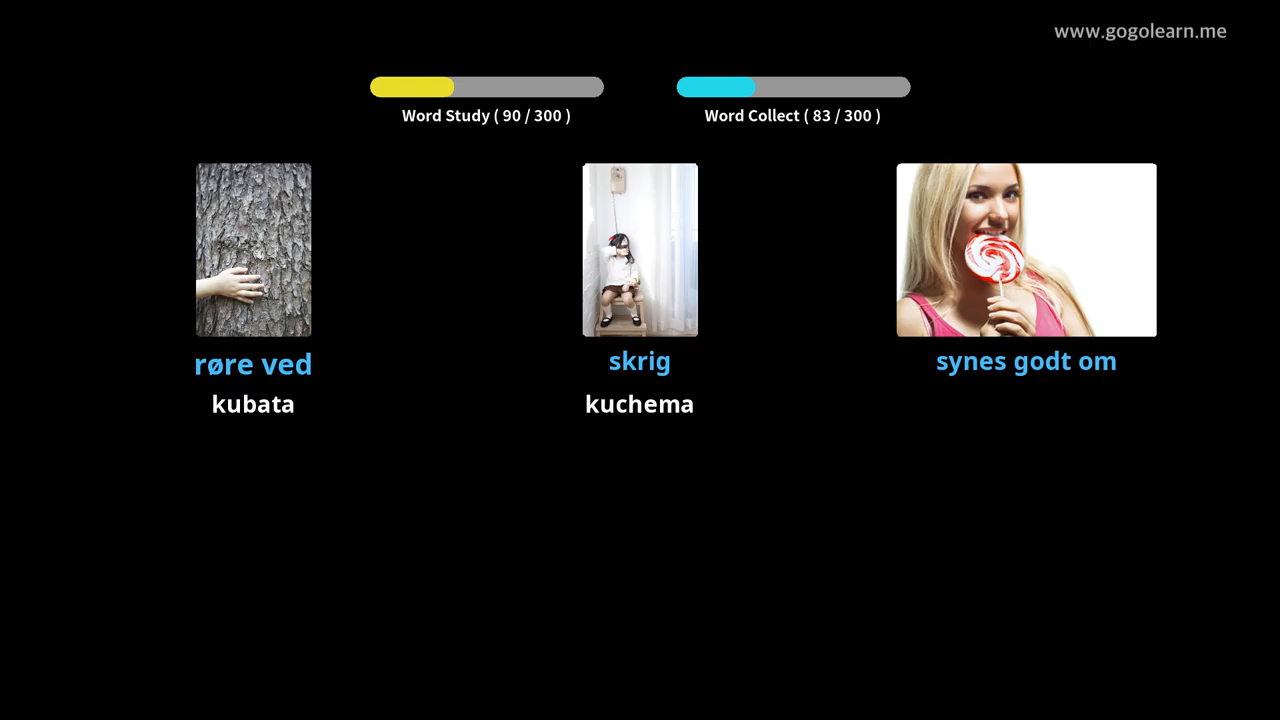 www.gogolearn.me
Word Study ( 90 / 300 )
Word Collect ( 83 / 300 )
røre ved
skrig
synes godt om
kubata
kuchema